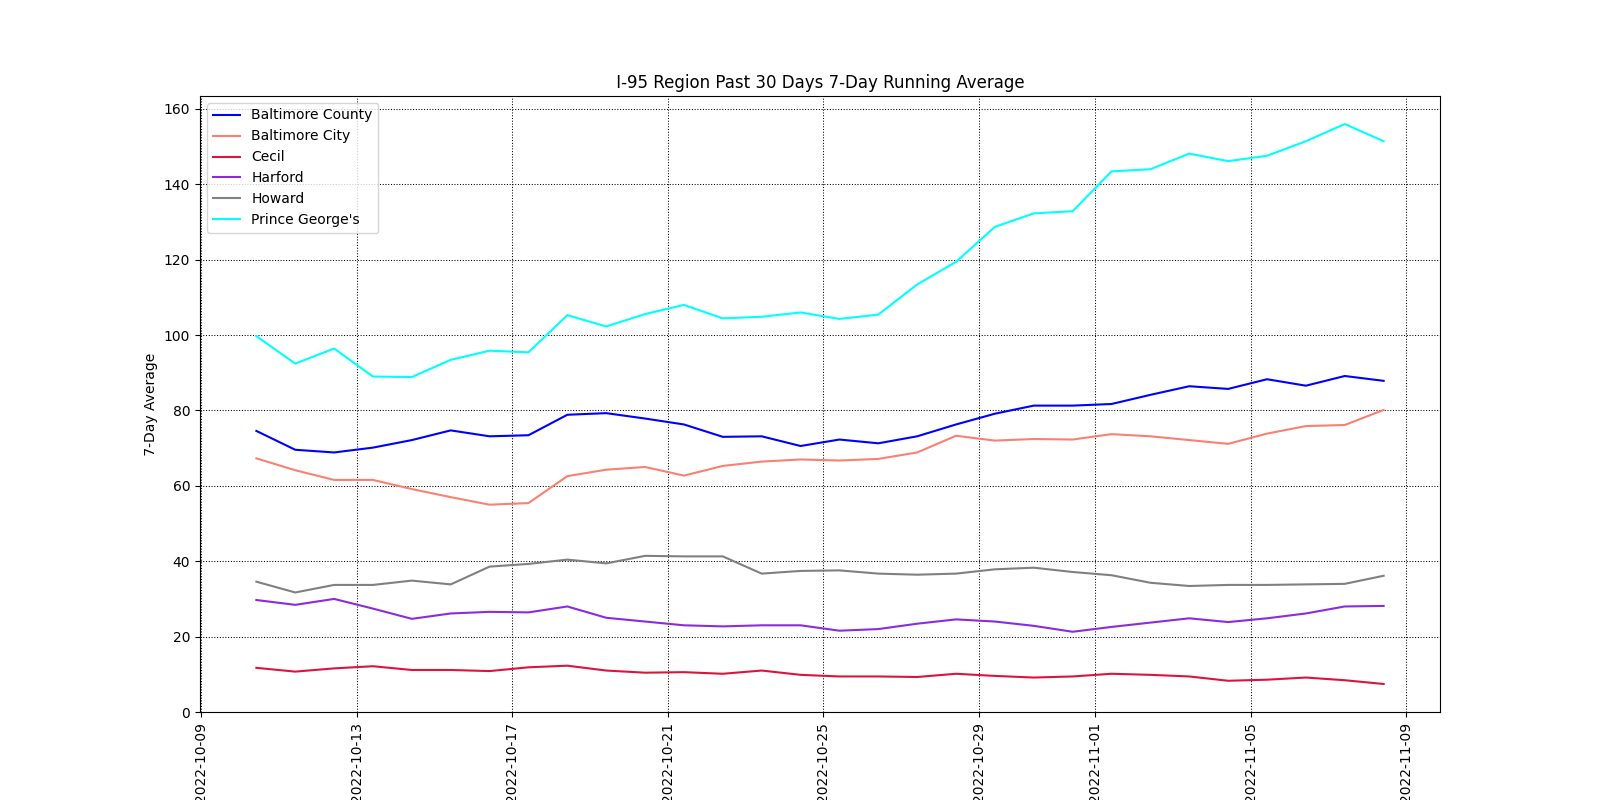 I-95 Region Past 30 Days 7-Day Running Average
Baltimore County
Baltimore City
Cecil
Harford
Howard
Prince George's
7-Day Average
160
140
120
100
80
60
40
20
0
2022-10-09
2022-10-13
2022-10-17
2022-10-21
2022-10-25
2022-10-29
2022-11-01
2022-11-05
2022-11-09